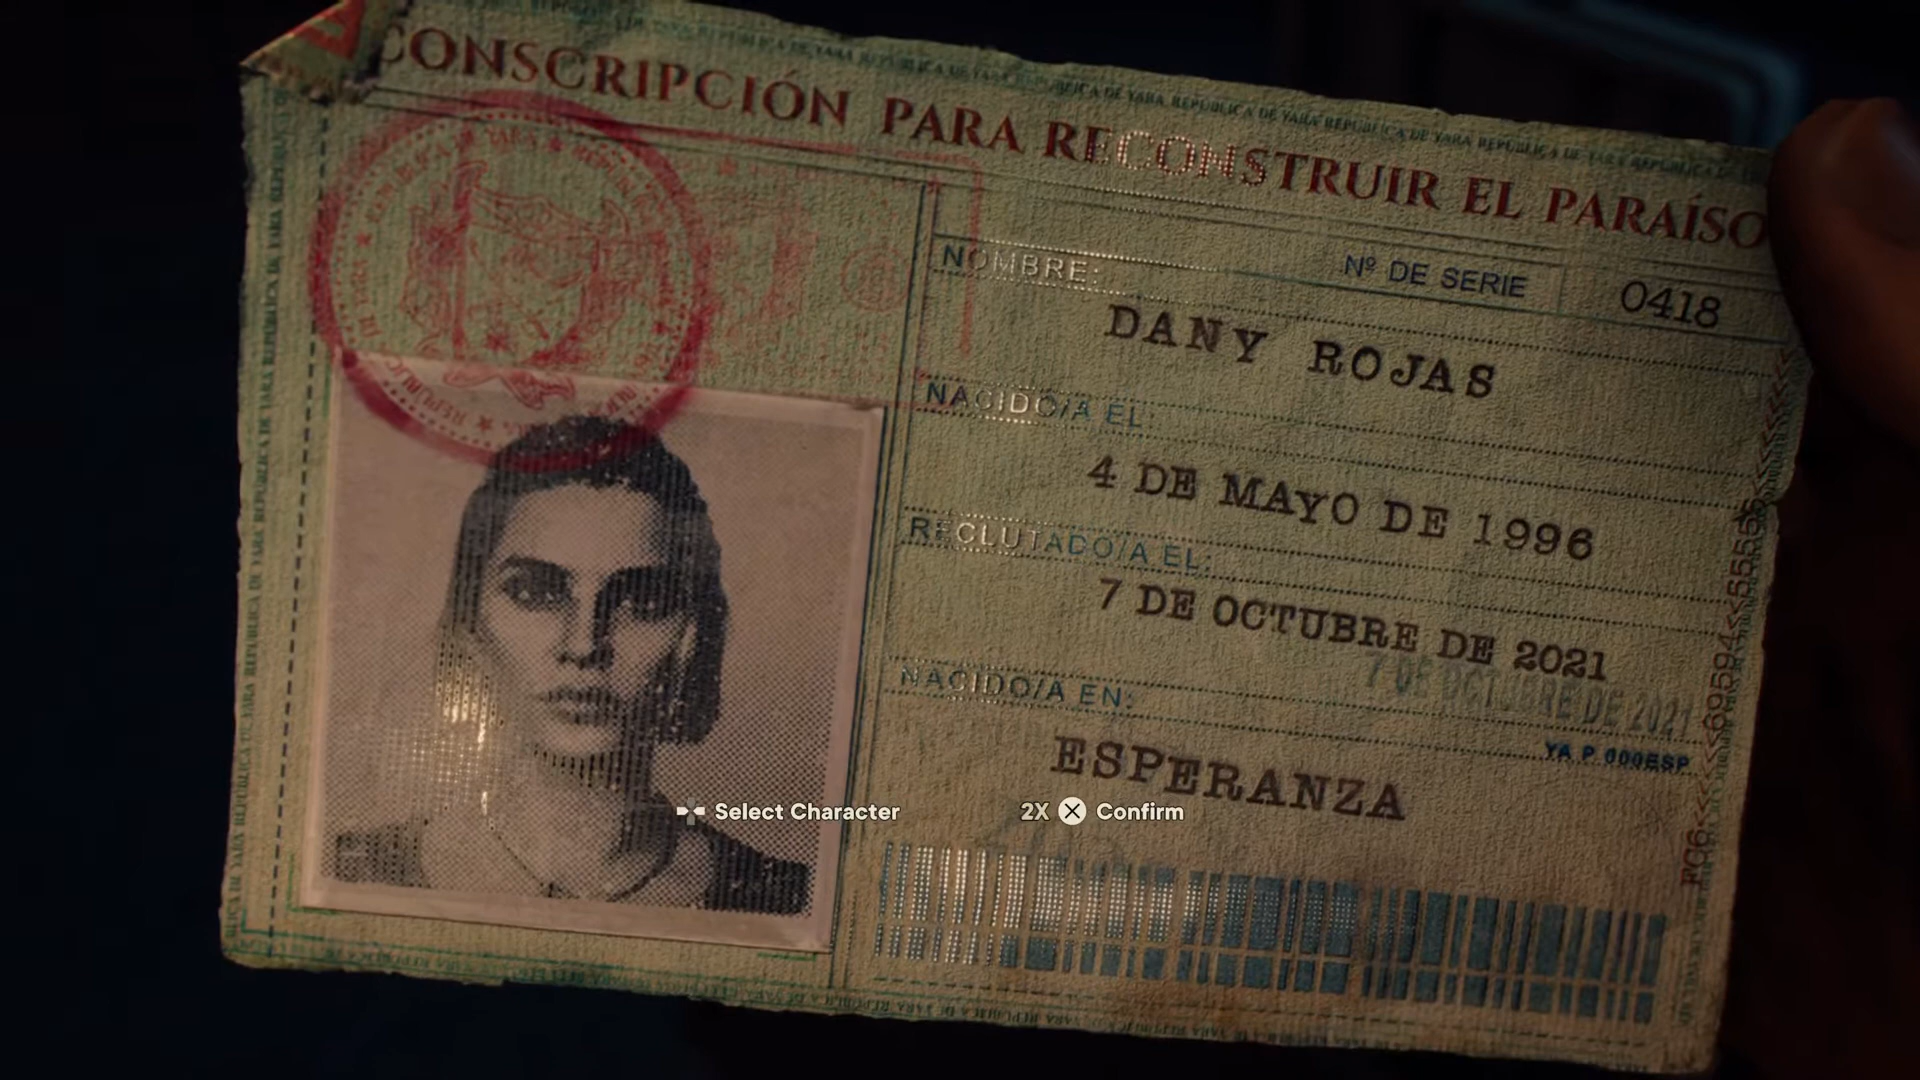 CONSCRIPCIÓN PARA RECONSTRUIR EL PARAÍSO
NOMBRE:
Nº DE SERIE
0418
DANY ROJAS
NACIDO/A EL:
4 DE MAYO DE 1996
RECLUTADO/A EL:
7 DE OCTUBRE DE 2021
7 DE OCTUBRE DE 2021
NACIDO/A EN:
YA P 000ESP
ESPERANZA
Select Character
2X Confirm